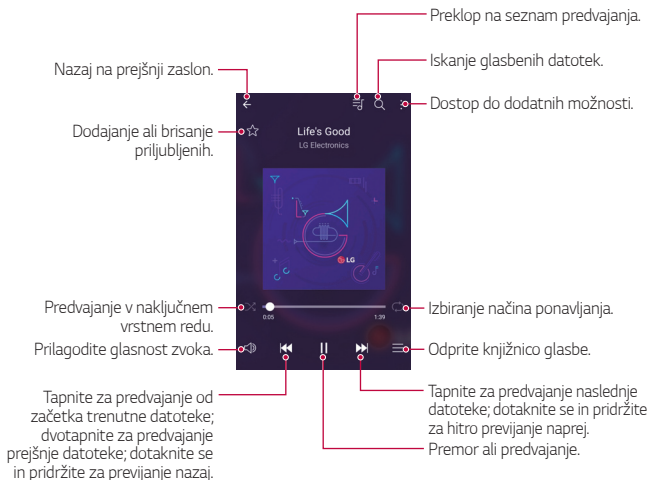 Preklop na seznam predvajanja.
Iskanje glasbenih datotek.
Nazaj na prejšnji zaslon.
Dostop do dodatnih možnosti.
Dodajanje ali brisanje
priljubljenih.
Life's Good
LG Electronics
LG
Predvajanje v naključnem
vrstnem redu.
0:05
1:39
Izbiranje načina ponavljanja.
Prilagodite glasnost zvoka.
Odprite knjižnico glasbe.
Tapnite za predvajanje od
začetka trenutne datoteke;
dvotapnite za predvajanje
prejšnje datoteke; dotaknite se
in pridržite za previjanje nazaj.
Tapnite za predvajanje naslednje
datoteke; dotaknite se in pridržite
za hitro previjanje naprej.
Premor ali predvajanje.